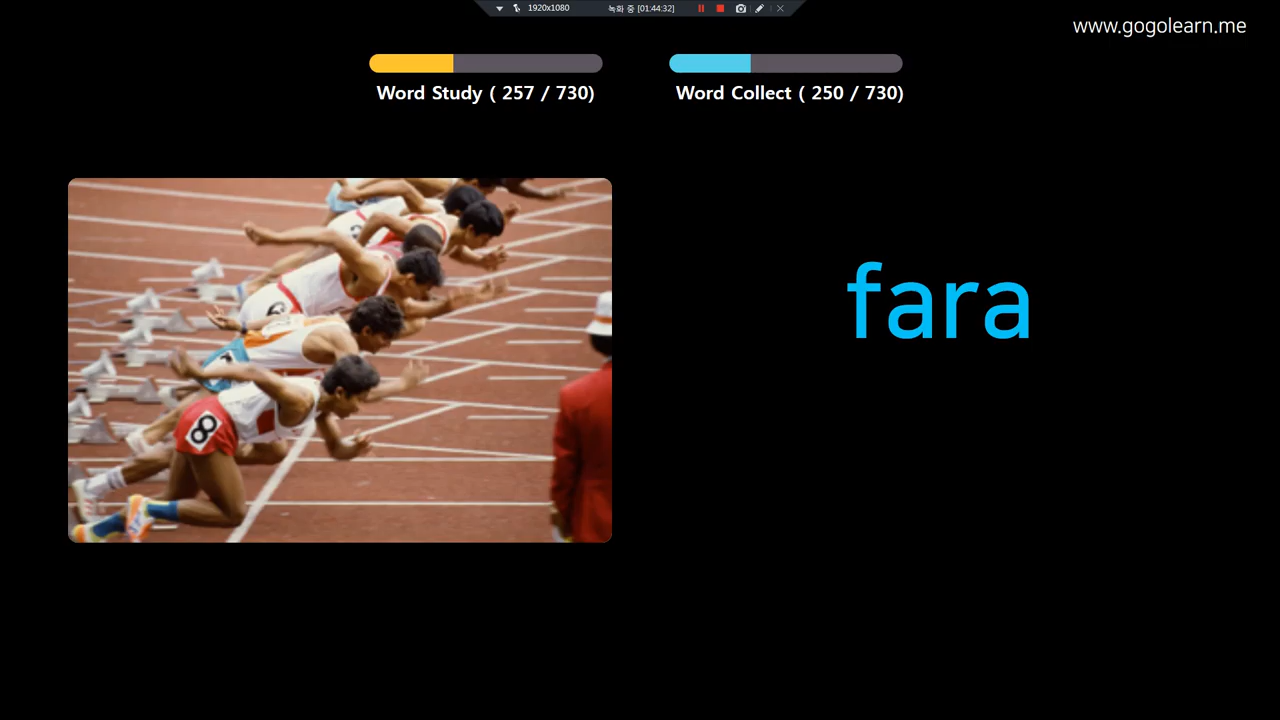 1920x1080 녹화 중 [01:44:32]
www.gogolearn.me
Word Study ( 257 / 730) Word Collect ( 250 / 730)
fara
8